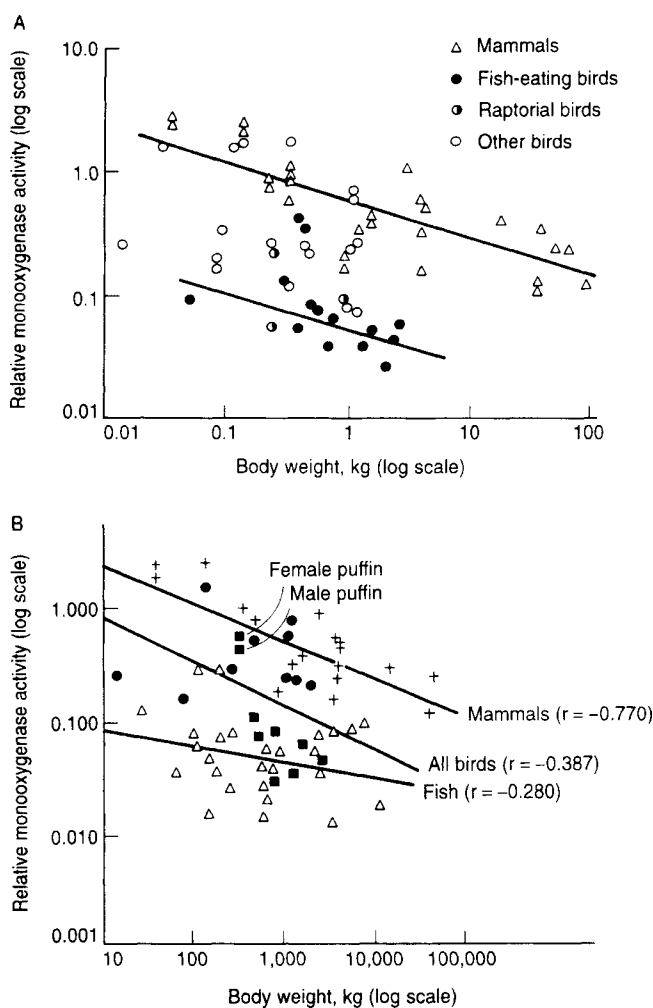 A
Relative monooxygenase activity (log scale)
10.0
1.0
0.1
0.01
△ Mammals
● Fish-eating birds
◑ Raptorial birds
○ Other birds
0.01 0.1 1 10 100
Body weight, kg (log scale)
B
Relative monooxygenase activity (log scale)
1.000
0.100
0.010
0.001
Female puffin
Male puffin
Mammals (r = −0.770)
All birds (r = −0.387)
Fish (r = −0.280)
10 100 1,000 10,000 100,000
Body weight, kg (log scale)